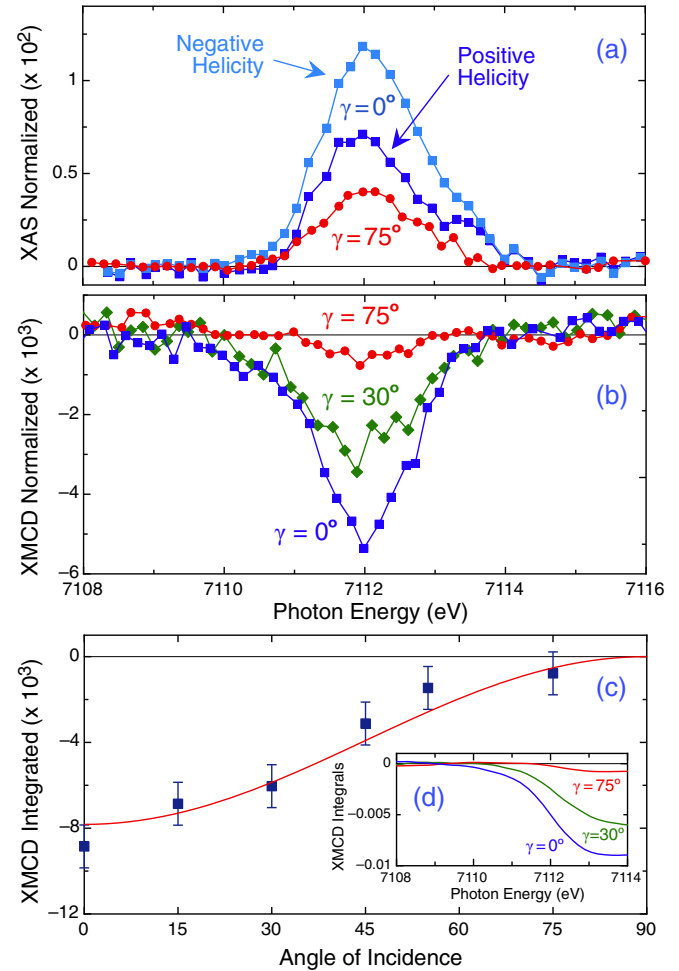 (a)
Negative
Helicity
Positive
Helicity
γ = 0°
γ = 75°
XAS Normalized (x 10²)
1
0.5
0
γ = 75°
(b)
γ = 30°
γ = 0°
XMCD Normalized (x 10³)
0
−2
−4
−6
7108 7110 7112 7114 7116
Photon Energy (eV)
(c)
XMCD Integrated (x 10³)
0
−4
−8
−12
0 15 30 45 60 75 90
Angle of Incidence
(d)
XMCD Integrals
0
−0.005
−0.01
γ = 75°
γ=30°
γ = 0°
7108 7110 7112 7114
Photon Energy (eV)